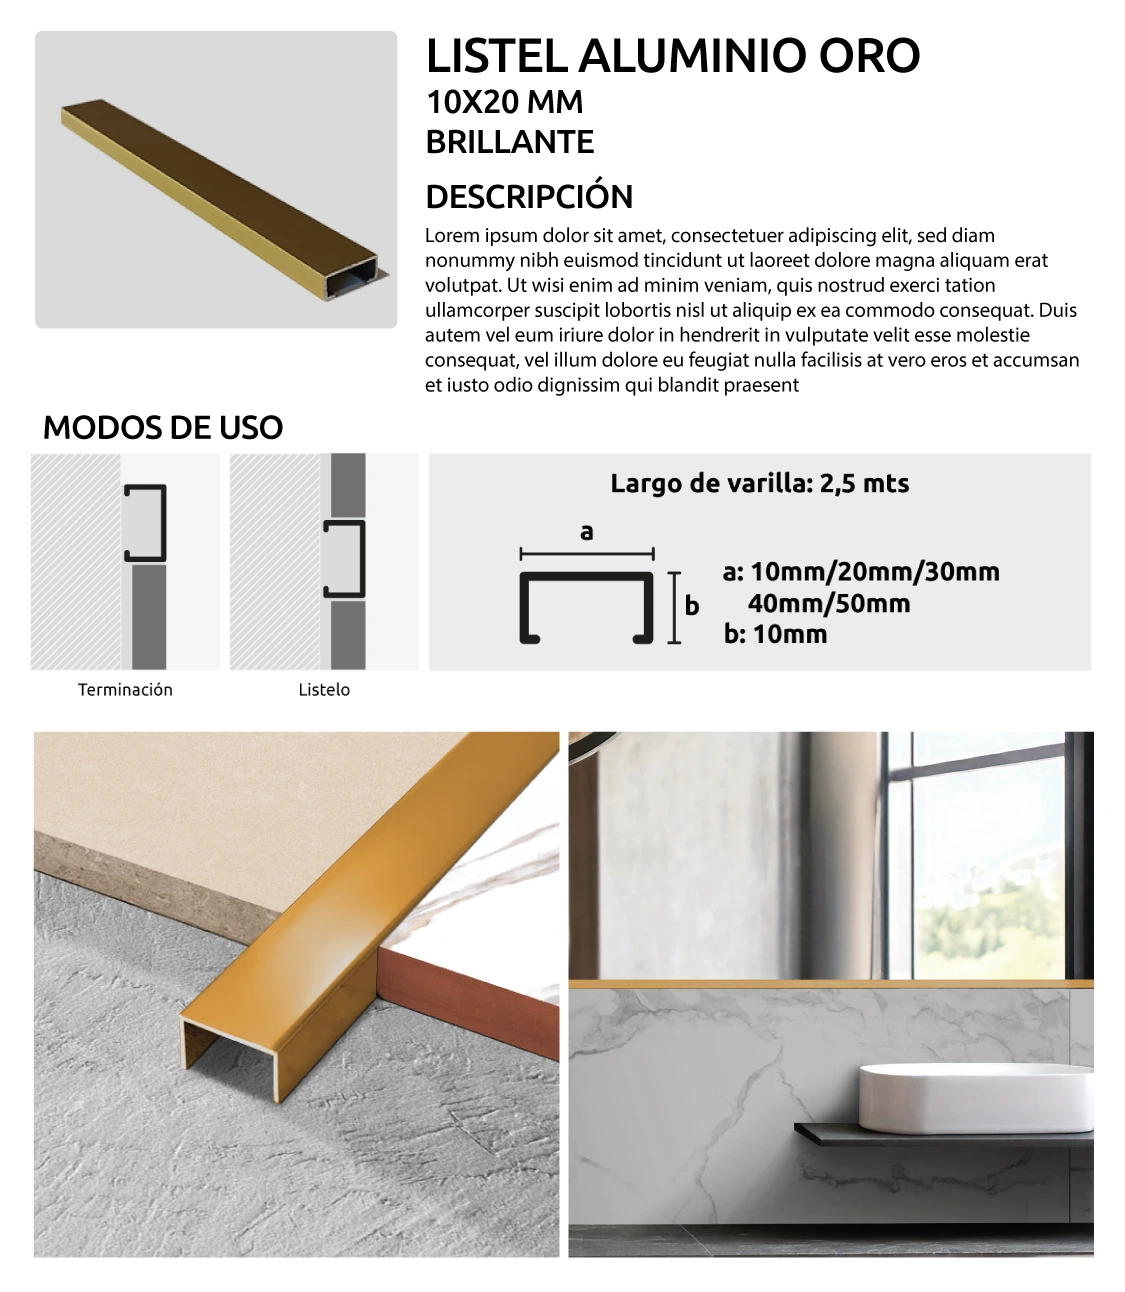 LISTEL ALUMINIO ORO
10X20 MM
BRILLANTE
DESCRIPCIÓN
Lorem ipsum dolor sit amet, consectetuer adipiscing elit, sed diam
nonummy nibh euismod tincidunt ut laoreet dolore magna aliquam erat
volutpat. Ut wisi enim ad minim veniam, quis nostrud exerci tation
ullamcorper suscipit lobortis nisl ut aliquip ex ea commodo consequat. Duis
autem vel eum iriure dolor in hendrerit in vulputate velit esse molestie
consequat, vel illum dolore eu feugiat nulla facilisis at vero eros et accumsan
et iusto odio dignissim qui blandit praesent
MODOS DE USO
Terminación
Listelo
Largo de varilla: 2,5 mts
a
b
a: 10mm/20mm/30mm
40mm/50mm
b: 10mm